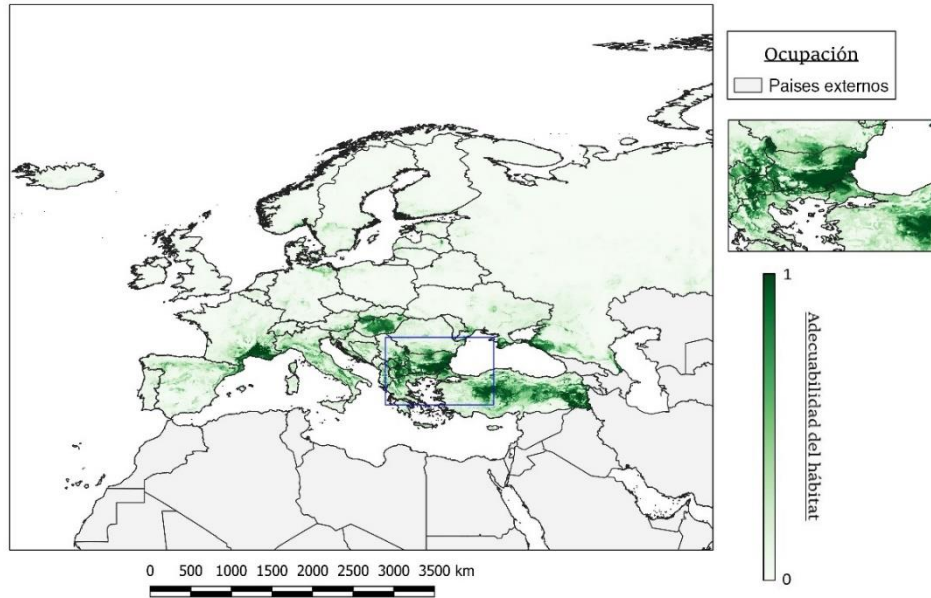 Ocupación
Paises externos
1
Adecuabilidad del hábitat
0
0 500 1000 1500 2000 2500 3000 3500 km